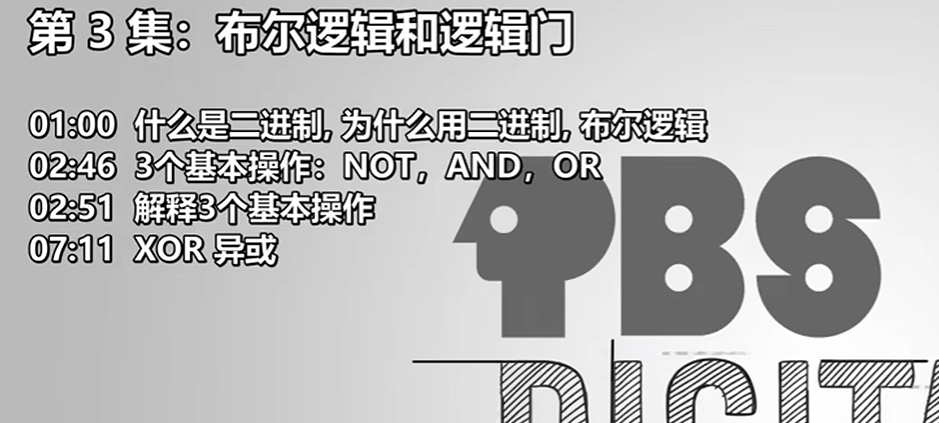 第 3 集：布尔逻辑和逻辑门
01:00 什么是二进制, 为什么用二进制, 布尔逻辑
02:46 3个基本操作：NOT，AND，OR
02:51 解释3个基本操作
07:11 XOR 异或
PBS
DIGITA